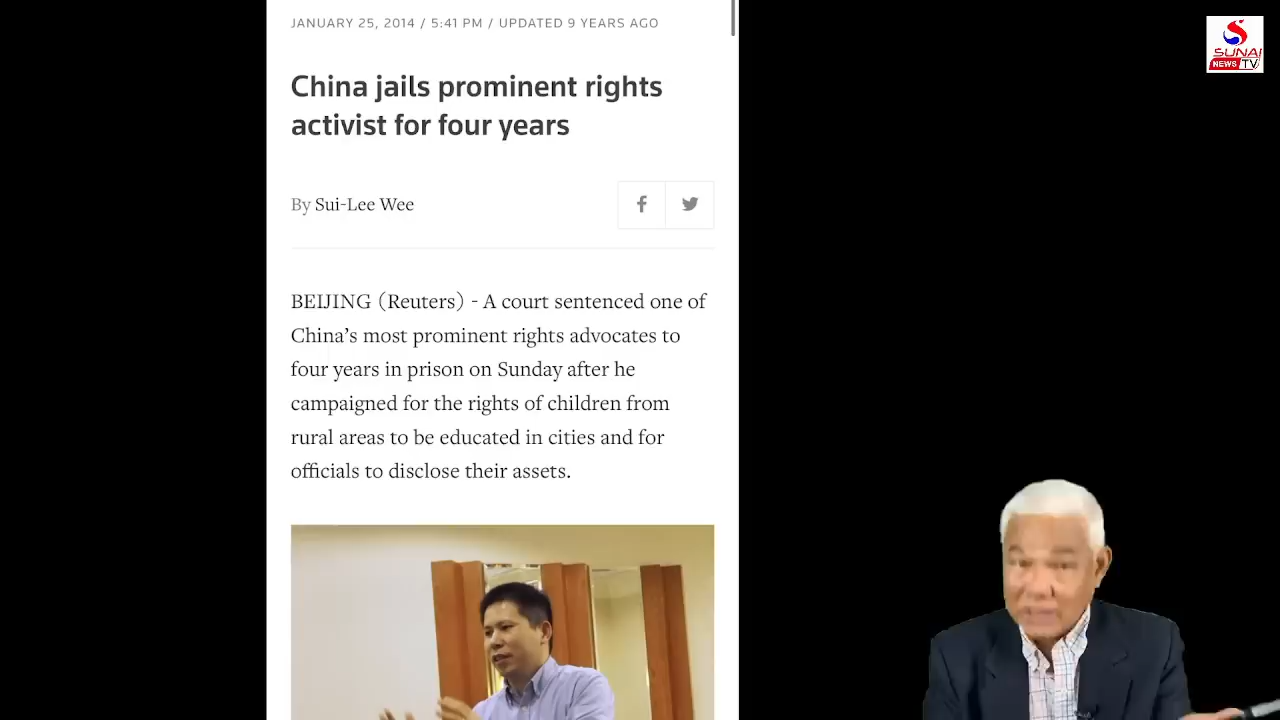 JANUARY 25, 2014 / 5:41 PM / UPDATED 9 YEARS AGO
China jails prominent rights
activist for four years
By Sui-Lee Wee
BEIJING (Reuters) - A court sentenced one of
China’s most prominent rights advocates to
four years in prison on Sunday after he
campaigned for the rights of children from
rural areas to be educated in cities and for
officials to disclose their assets.
SUNAI
NEWS TV